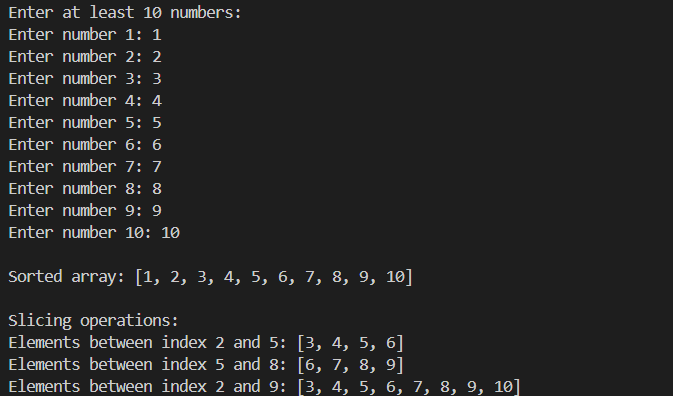 Enter at least 10 numbers:
Enter number 1: 1
Enter number 2: 2
Enter number 3: 3
Enter number 4: 4
Enter number 5: 5
Enter number 6: 6
Enter number 7: 7
Enter number 8: 8
Enter number 9: 9
Enter number 10: 10
Sorted array: [1, 2, 3, 4, 5, 6, 7, 8, 9, 10]
Slicing operations:
Elements between index 2 and 5: [3, 4, 5, 6]
Elements between index 5 and 8: [6, 7, 8, 9]
Elements between index 2 and 9: [3, 4, 5, 6, 7, 8, 9, 10]